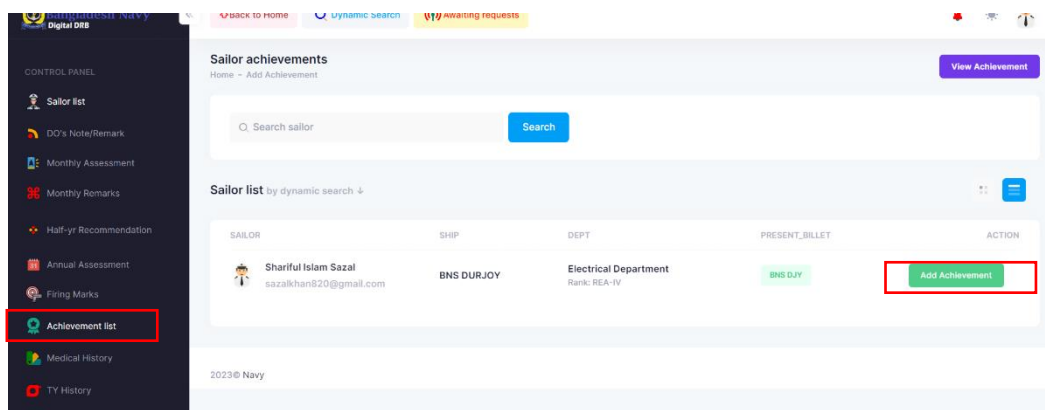 Bangladesh Navy
Digital DRB
Back to Home
Dynamic Search
Awaiting requests
CONTROL PANEL
Sailor list
DO's Note/Remark
Monthly Assessment
Monthly Remarks
Half-yr Recommendation
Annual Assessment
Firing Marks
Achievement list
Medical History
TY History
Sailor achievements
Home - Add Achievement
View Achievement
Search sailor
Search
Sailor list by dynamic search ↓
SAILOR SHIP DEPT PRESENT_BILLET ACTION
Shariful Islam Sazal
sazalkhan820@gmail.com
BNS DURJOY
Electrical Department
Rank: REA-IV
BNS DJY
Add Achievement
2023© Navy